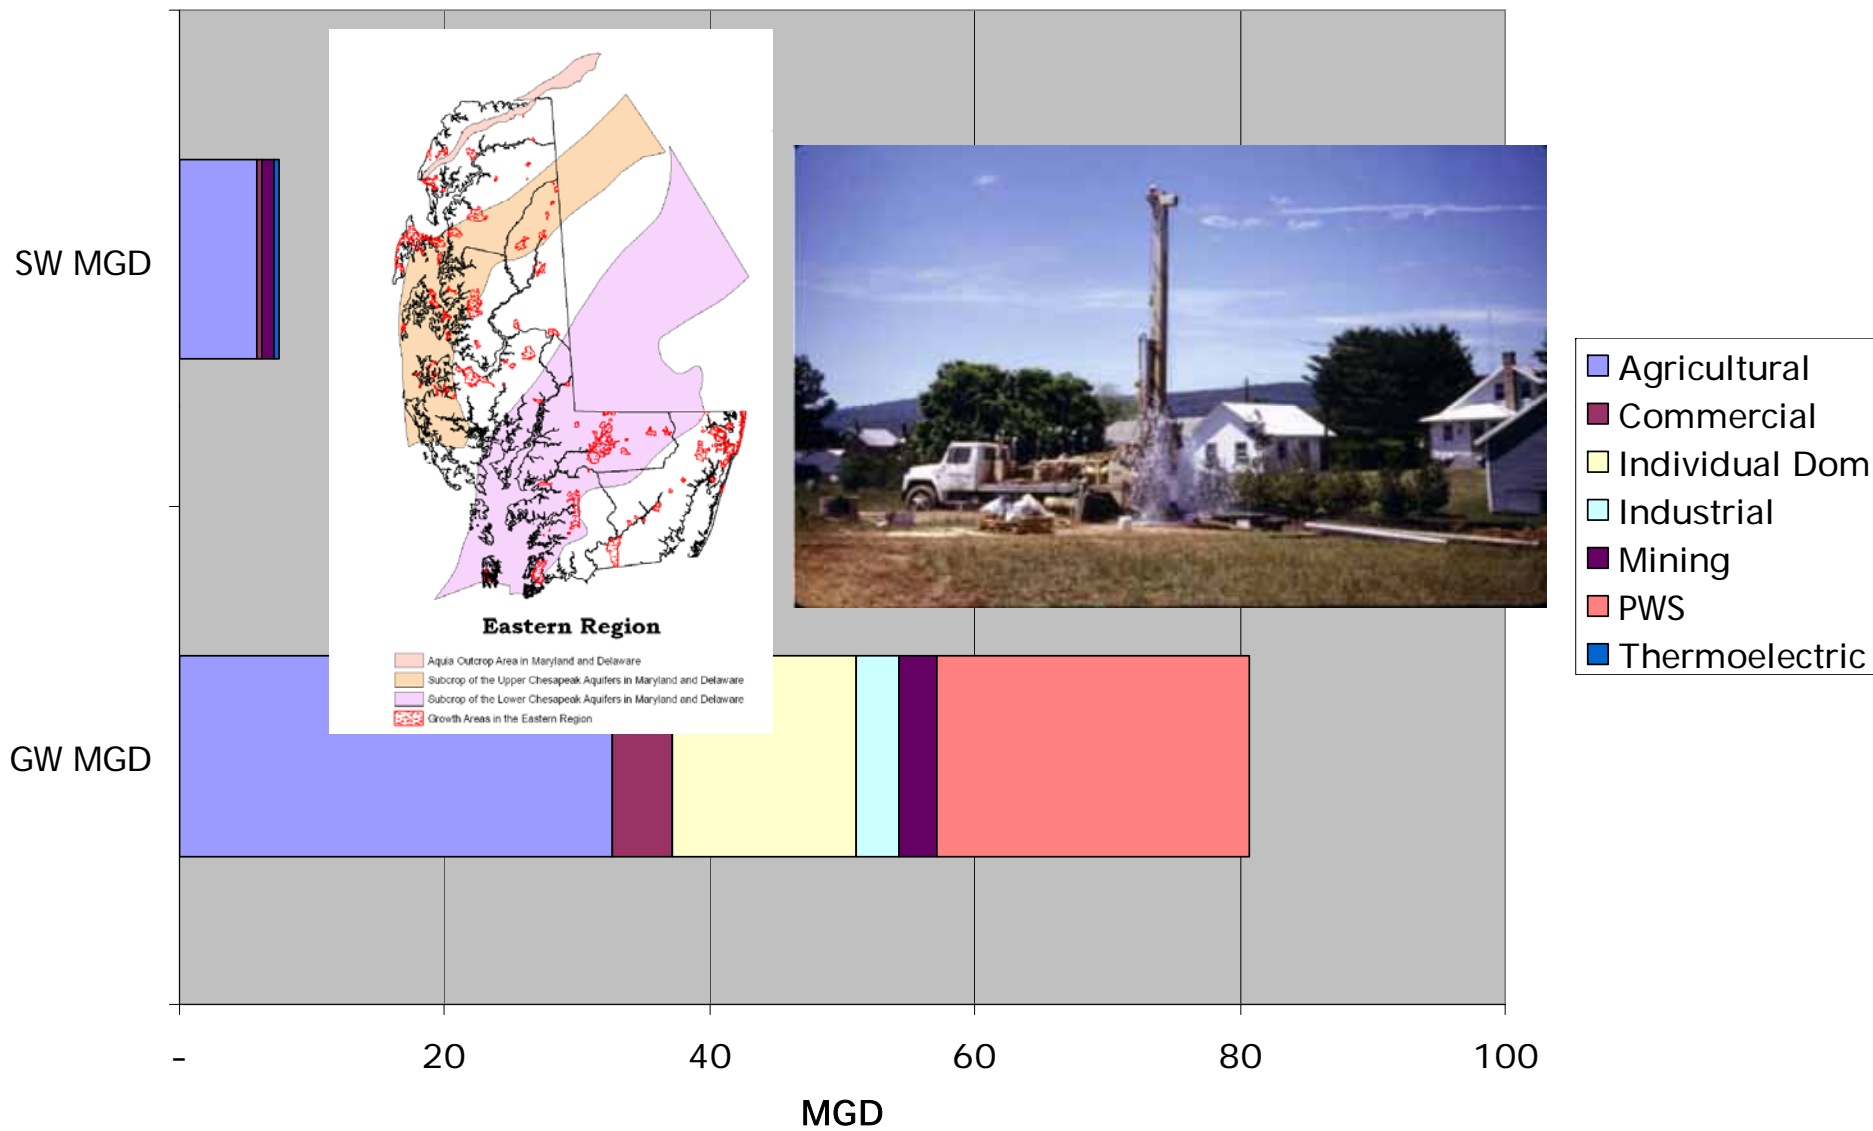 SW MGD
GW MGD
Eastern Region
Aquia Outcrop Area in Maryland and Delaware
Subcrop of the Upper Chesapeak Aquifers in Maryland and Delaware
Subcrop of the Lower Chesapeak Aquifers in Maryland and Delaware
Growth Areas in the Eastern Region
Agricultural
Commercial
Individual Dom
Industrial
Mining
PWS
Thermoelectric
- 20 40 60 80 100
MGD